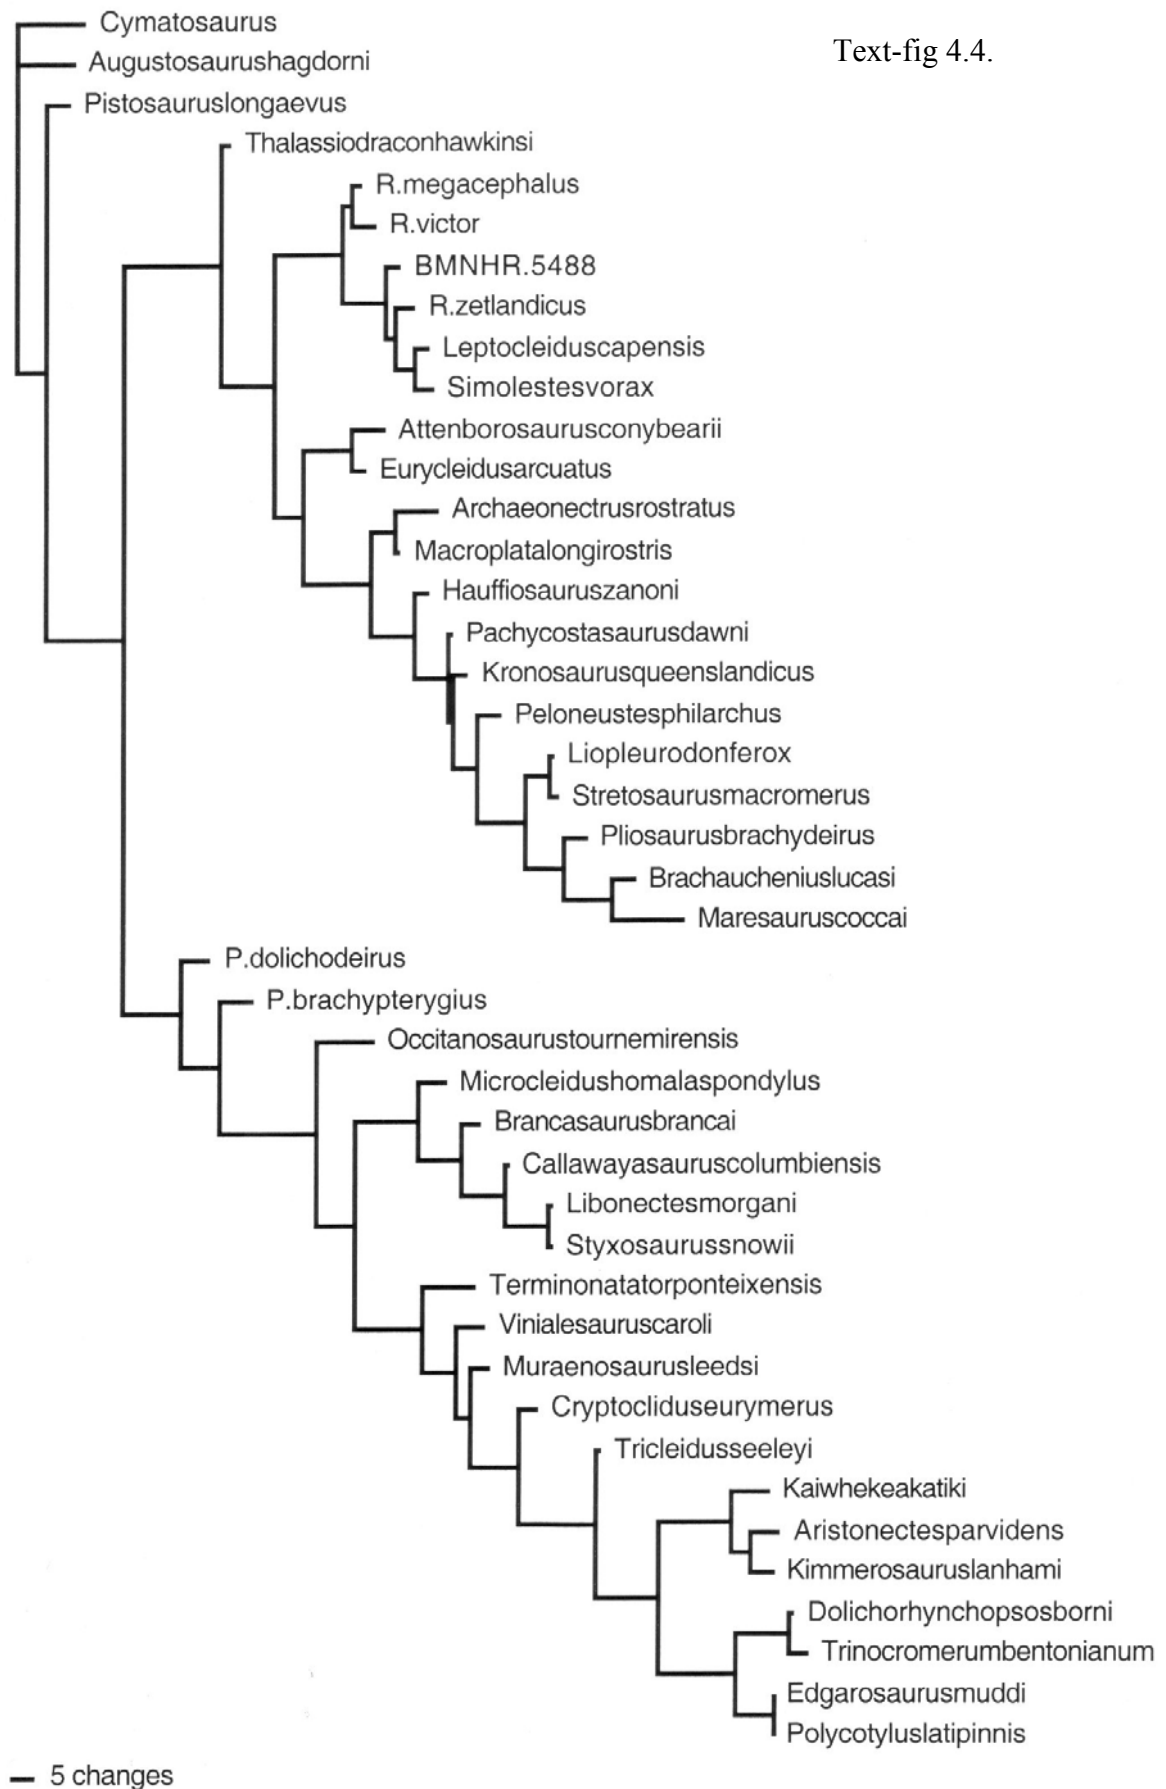 Cymatosaurus
Text-fig 4.4.
Augustosaurushagdorni
Pistosauruslongaevus
Thalassiodraconhawkinsi
R.megacephalus
R.victor
BMNHR.5488
R.zetlandicus
Leptocleiduscapensis
Simolestesvorax
Attenborosaurusconybearii
Eurycleidusarcuatus
Archaeonectrusrostratus
Macroplatalongirostris
Hauffiosauruszanoni
Pachycostasaurusdawni
Kronosaurusqueenslandicus
Peloneustesphilarchus
Liopleurodonferox
Stretosaurusmacromerus
Pliosaurusbrachydeirus
Brachaucheniuslucasi
Maresauruscoccai
P.dolichodeirus
P.brachypterygius
Occitanosaurustournemirensis
Microcleidushomalaspondylus
Brancasaurusbrancai
Callawayasauruscolumbiensis
Libonectesmorgani
Styxosaurussnowii
Terminonatatorponteixensis
Vinialesauruscaroli
Muraenosaurusleedsi
Cryptocliduseurymerus
Tricleidusseeleyi
Kaiwhekeakatiki
Aristonectesparvidens
Kimmerosauruslanhami
Dolichorhynchopsosborni
Trinocromerumbentonianum
Edgarosaurusmuddi
Polycotyluslatipinnis
5 changes